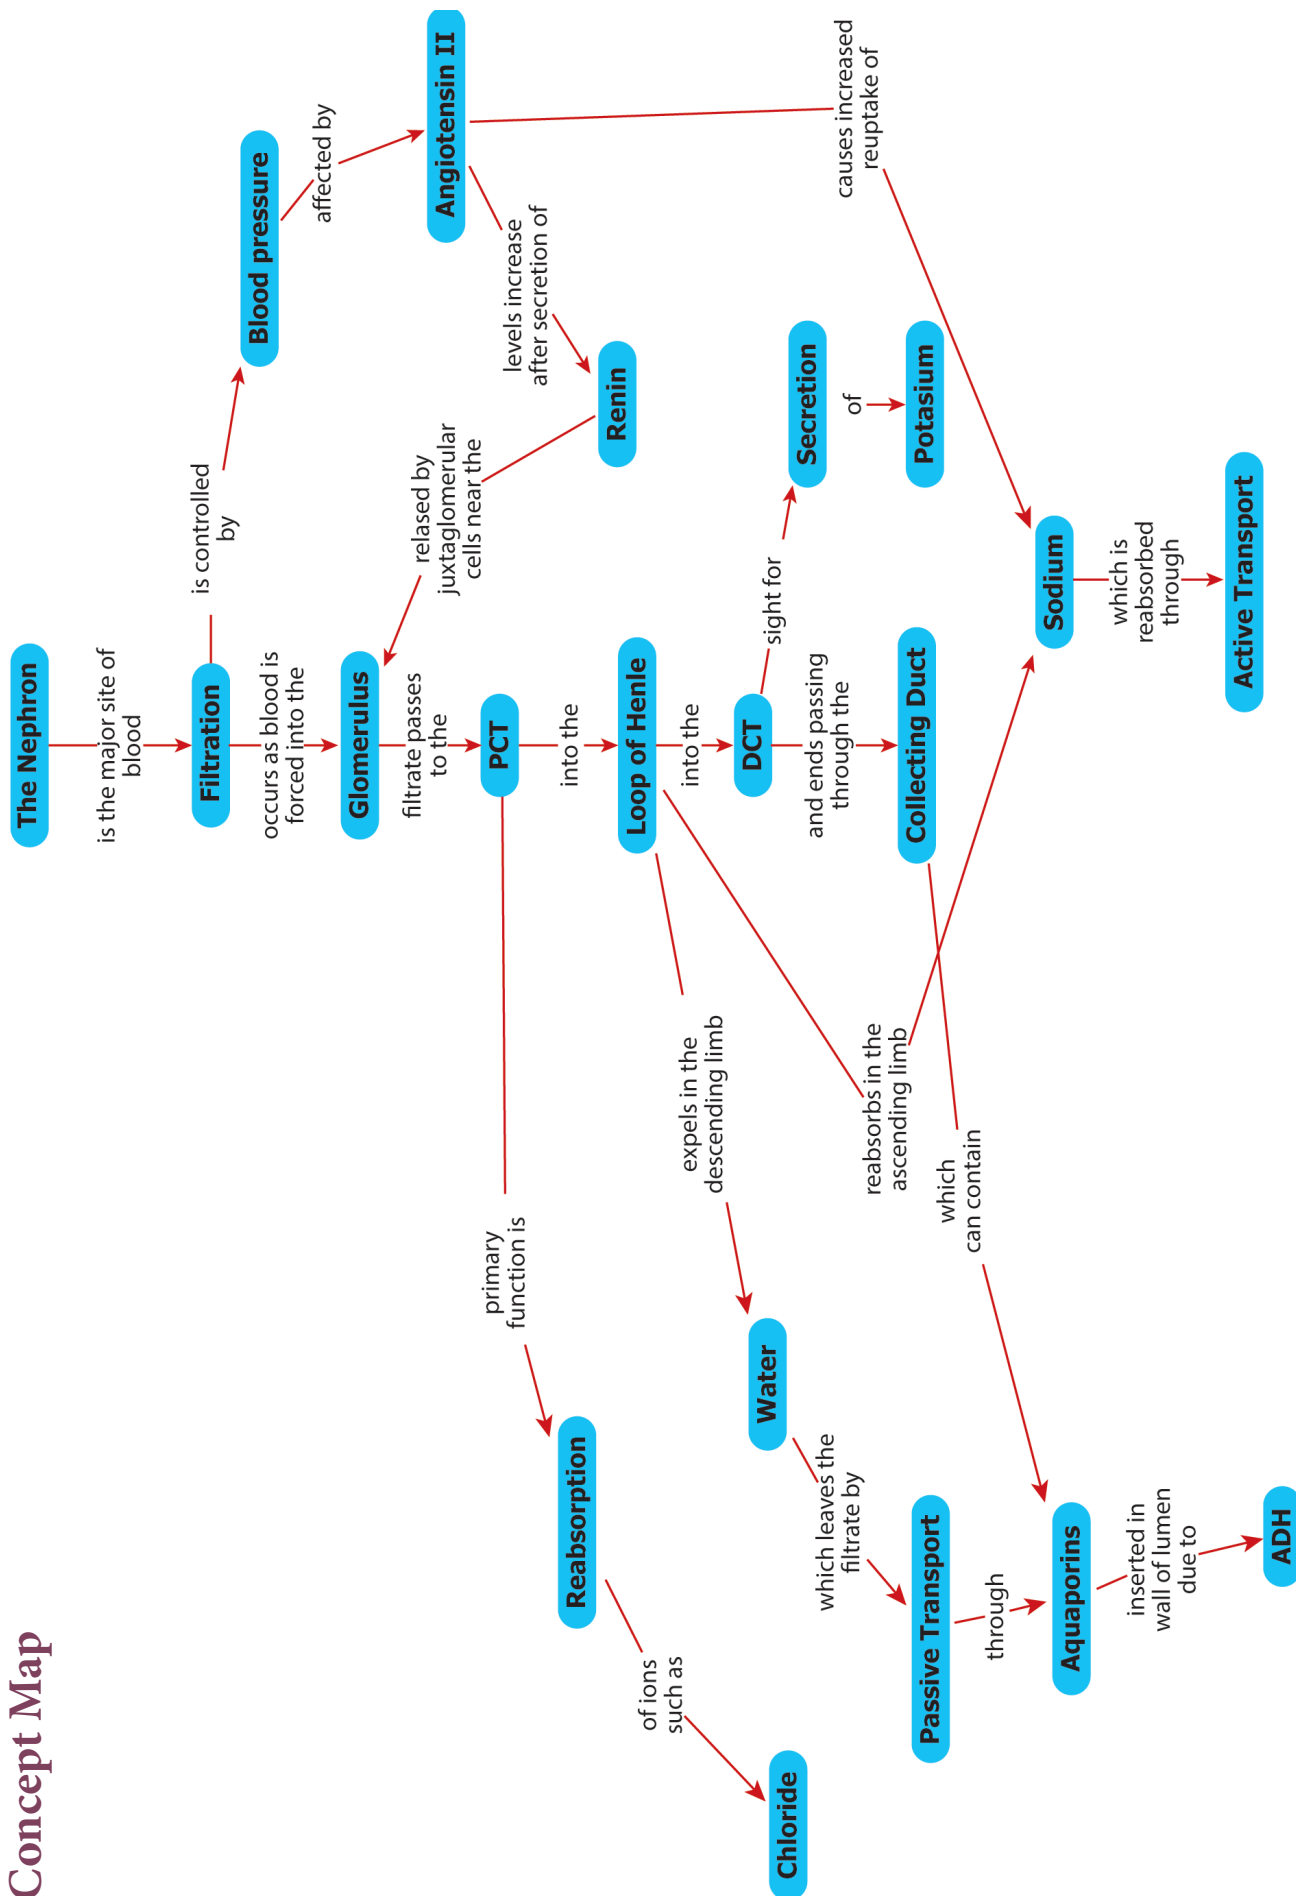 Concept Map
The Nephron
is the major site of
blood
Filtration
is controlled
by
Blood pressure
affected by
Angiotensin II
occurs as blood is
forced into the
Glomerulus
levels increase
after secretion of
Renin
relased by
juxtaglomerular
cells near the
causes increased
reuptake of
filtrate passes
to the
PCT
primary
function is
Reabsorption
of ions
such as
Chloride
into the
Loop of Henle
expels in the
descending limb
Water
which leaves the
filtrate by
Passive Transport
through
Aquaporins
inserted in
wall of lumen
due to
ADH
reabsorbs in the
ascending limb
into the
DCT
sight for
Secretion
of
Potasium
and ends passing
through the
Collecting Duct
which
can contain
Sodium
which is
reabsorbed
through
Active Transport